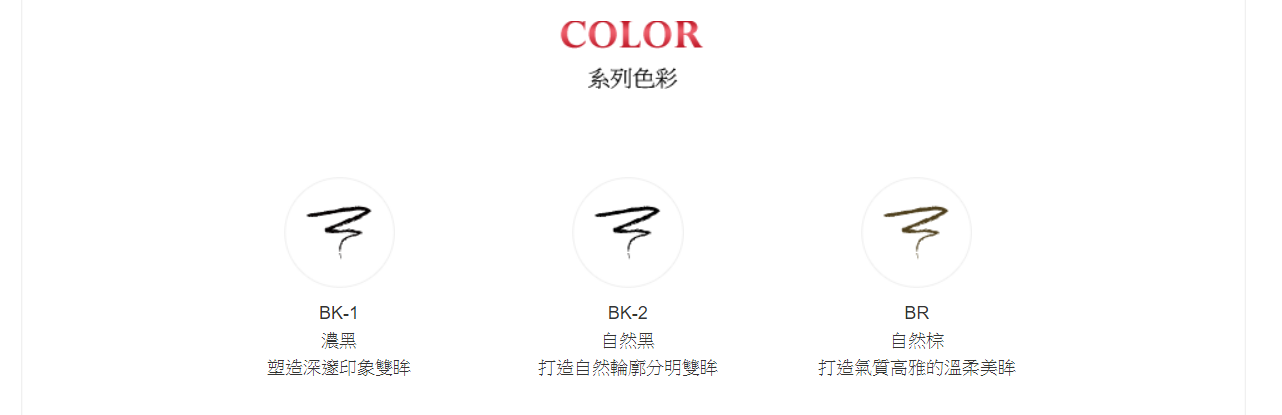 COLOR
系列色彩
BK-1
濃黑
塑造深邃印象雙眸
BK-2
自然黑
打造自然輪廓分明雙眸
BR
自然棕
打造氣質高雅的溫柔美眸